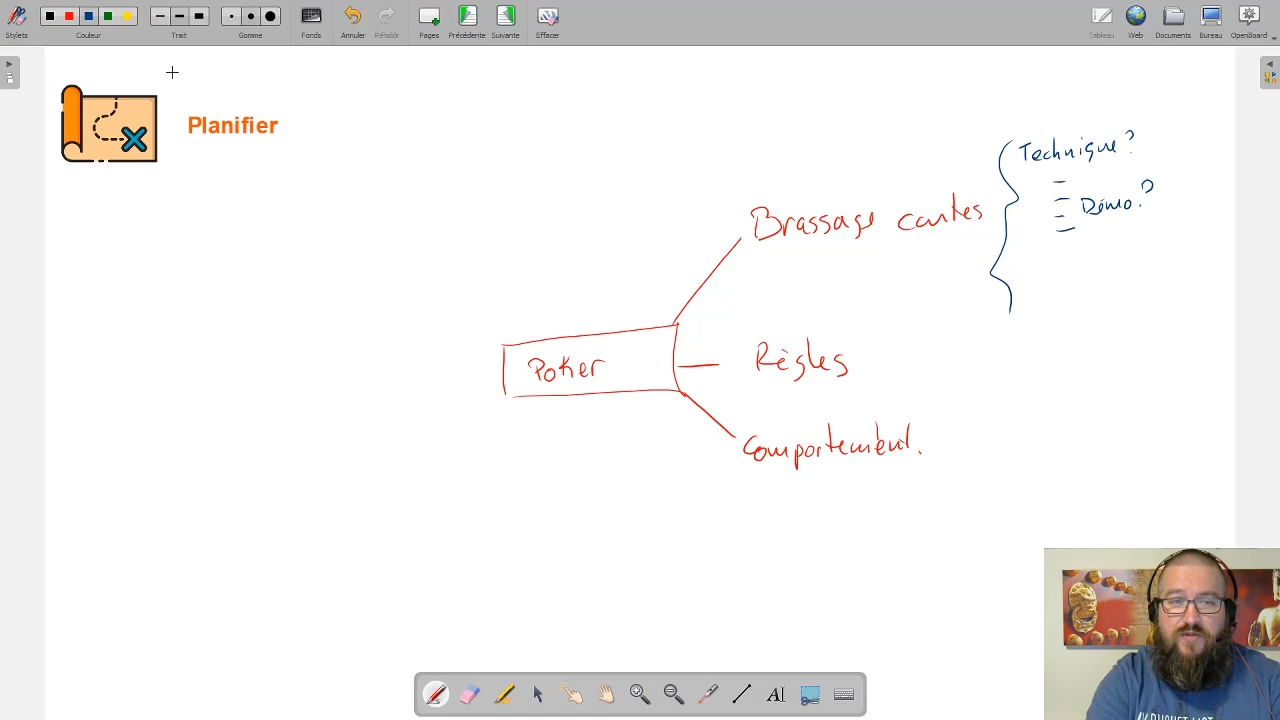 Stylets
Couleur
Trait
Gomme
Fonds
Annuler
Rétablir
Pages
Précédente
Suivante
Effacer
Tableau
Web
Documents
Bureau
OpenBoard
Planifier
Technique?
Démo?
Brassage cartes
Poker
Règles
Comportement.